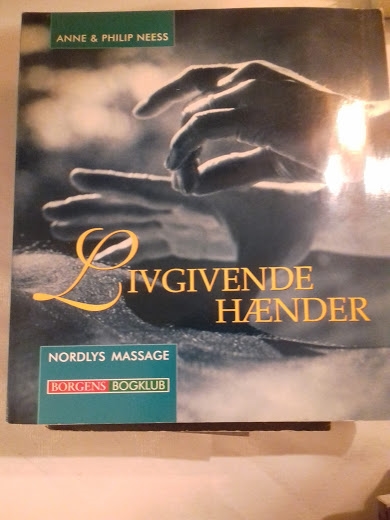 ANNE & PHILIP NEESS
LIVGIVENDE
HÆNDER
NORDLYS MASSAGE
BORGENS BOGKLUB